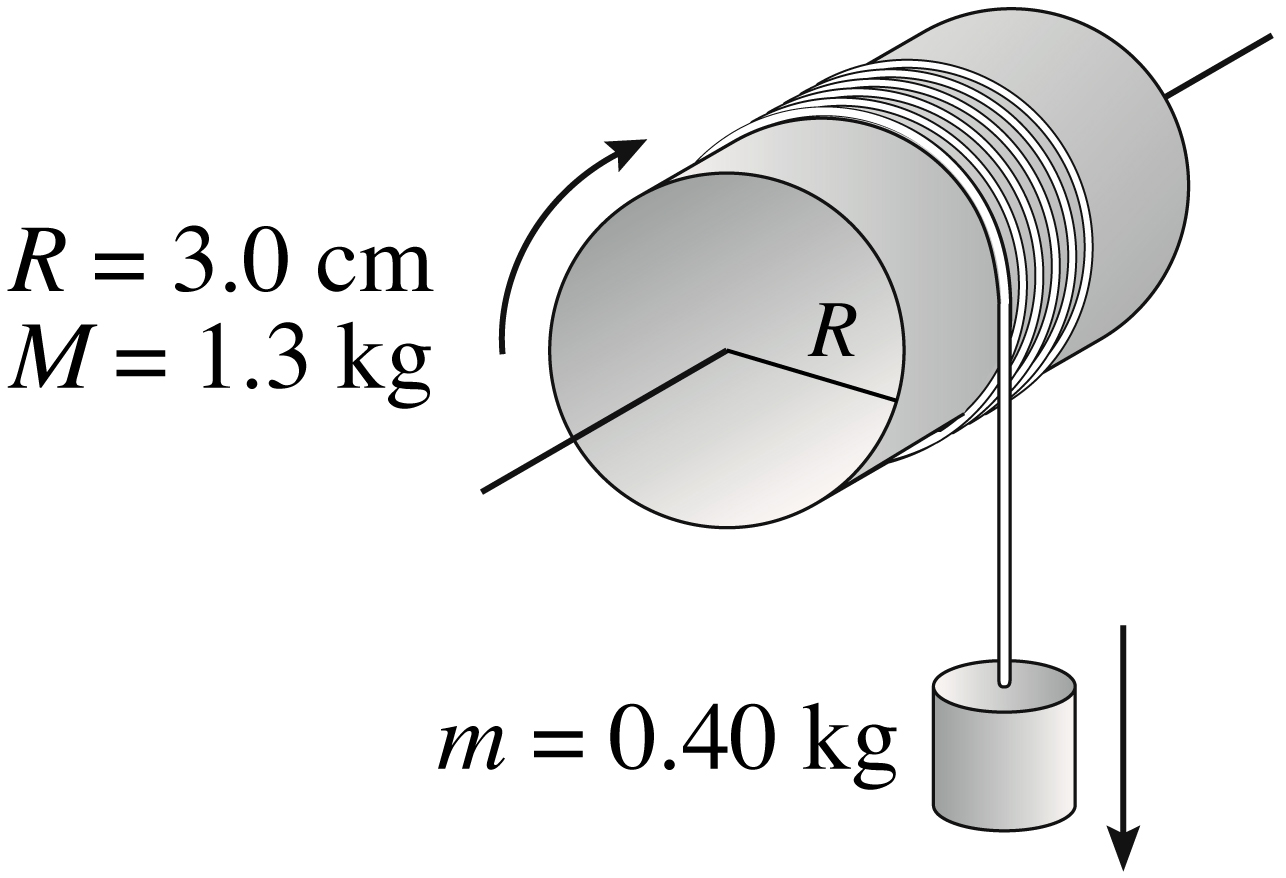 R = 3.0 cm
M = 1.3 kg
R
m = 0.40 kg